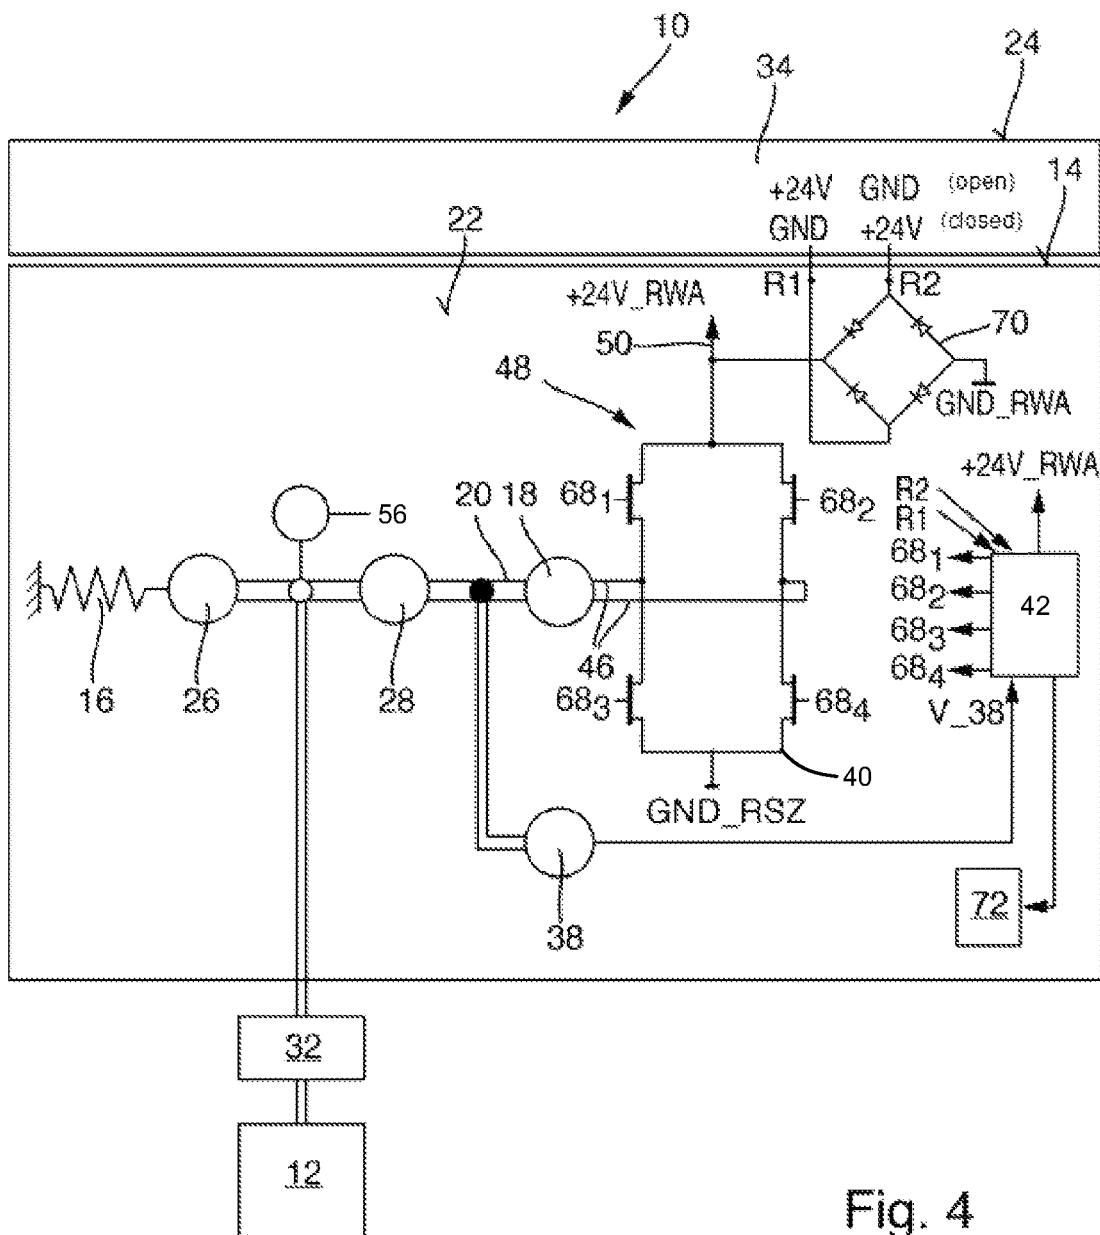 10
34
24
+24V GND (open)
14
GND +24V (closed)
22
R1 R2
+24V_RWA
70
50
48
GND_RWA
+24V_RWA
20 18 68₁ 68₂
R2
R1
56
68₁
68₂
42
68₃
68₄
16 26 28 46
68₃ 68₄
V_38
40
GND_RSZ
72
38
32
12
Fig. 4